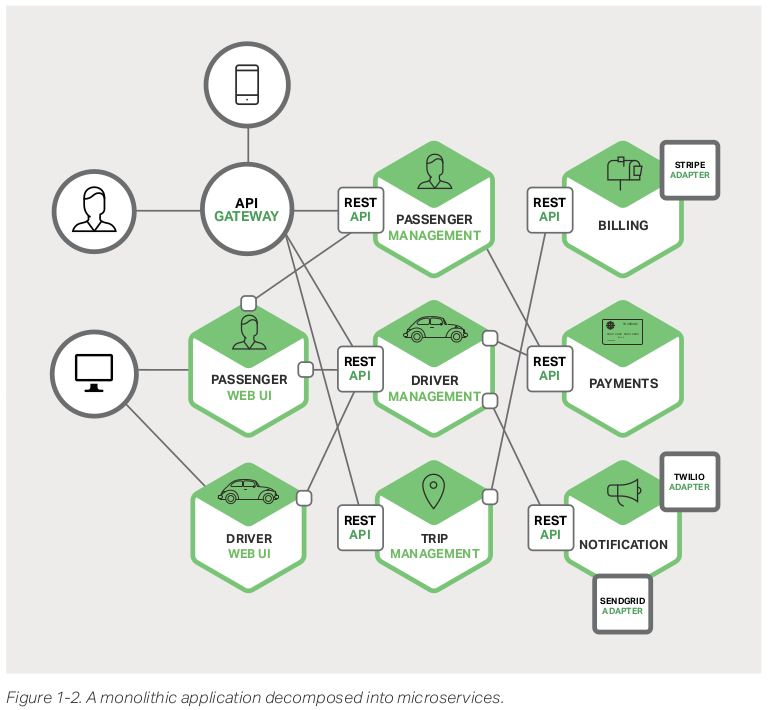 API
GATEWAY
REST
API
PASSENGER
MANAGEMENT
REST
API
BILLING
STRIPE
ADAPTER
PASSENGER
WEB UI
REST
API
DRIVER
MANAGEMENT
REST
API
PAYMENTS
DRIVER
WEB UI
REST
API
TRIP
MANAGEMENT
REST
API
NOTIFICATION
TWILIO
ADAPTER
SENDGRID
ADAPTER
Figure 1-2. A monolithic application decomposed into microservices.